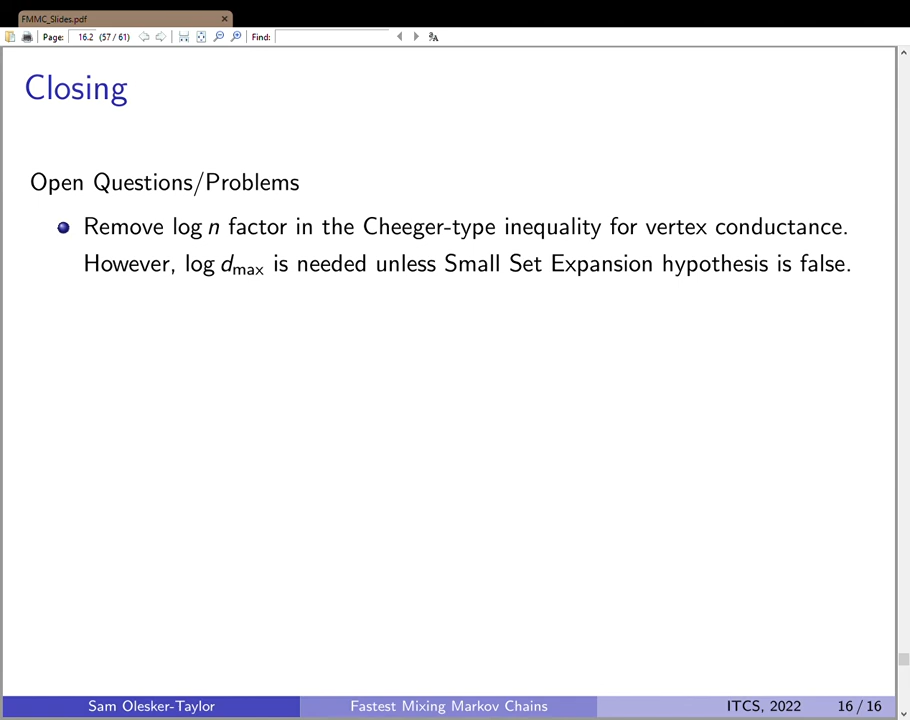 FMMC_Slides.pdf ×
Page: 16.2 (57 / 61) Find:
Closing
Open Questions/Problems
Remove log n factor in the Cheeger-type inequality for vertex conductance.
However, log d_max is needed unless Small Set Expansion hypothesis is false.
Sam Olesker-Taylor Fastest Mixing Markov Chains ITCS, 2022 16 / 16